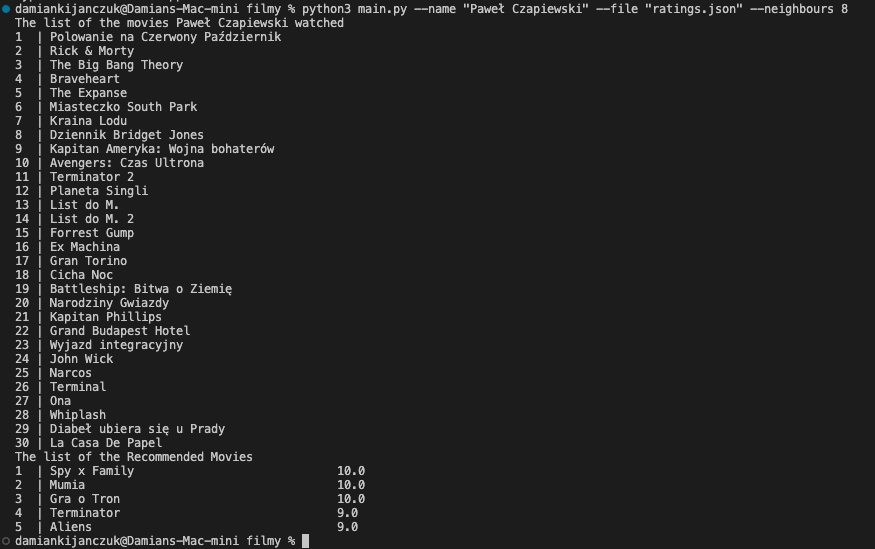 damiankijanczuk@Damians-Mac-mini filmy % python3 main.py --name "Paweł Czapiewski" --file "ratings.json" --neighbours 8
The list of the movies Paweł Czapiewski watched
1 | Polowanie na Czerwony Październik
2 | Rick & Morty
3 | The Big Bang Theory
4 | Braveheart
5 | The Expanse
6 | Miasteczko South Park
7 | Kraina Lodu
8 | Dziennik Bridget Jones
9 | Kapitan Ameryka: Wojna bohaterów
10 | Avengers: Czas Ultrona
11 | Terminator 2
12 | Planeta Singli
13 | List do M.
14 | List do M. 2
15 | Forrest Gump
16 | Ex Machina
17 | Gran Torino
18 | Cicha Noc
19 | Battleship: Bitwa o Ziemię
20 | Narodziny Gwiazdy
21 | Kapitan Phillips
22 | Grand Budapest Hotel
23 | Wyjazd integracyjny
24 | John Wick
25 | Narcos
26 | Terminal
27 | Ona
28 | Whiplash
29 | Diabeł ubiera się u Prady
30 | La Casa De Papel
The list of the Recommended Movies
1 | Spy x Family 10.0
2 | Mumia 10.0
3 | Gra o Tron 10.0
4 | Terminator 9.0
5 | Aliens 9.0
damiankijanczuk@Damians-Mac-mini filmy %